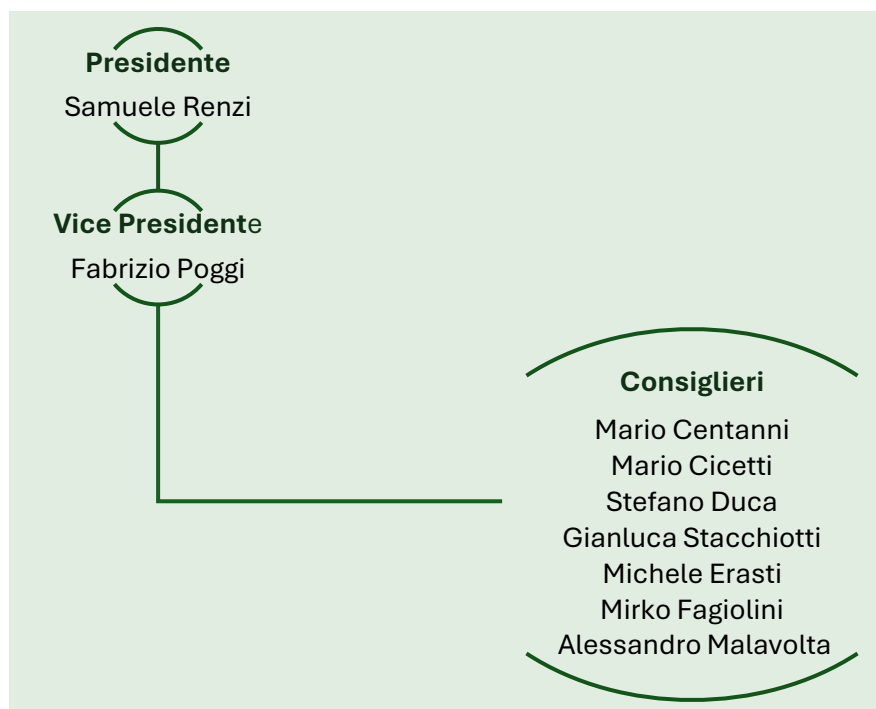 Presidente
Samuele Renzi
Vice Presidente
Fabrizio Poggi
Consiglieri
Mario Centanni
Mario Cicetti
Stefano Duca
Gianluca Stacchiotti
Michele Erasti
Mirko Fagiolini
Alessandro Malavolta